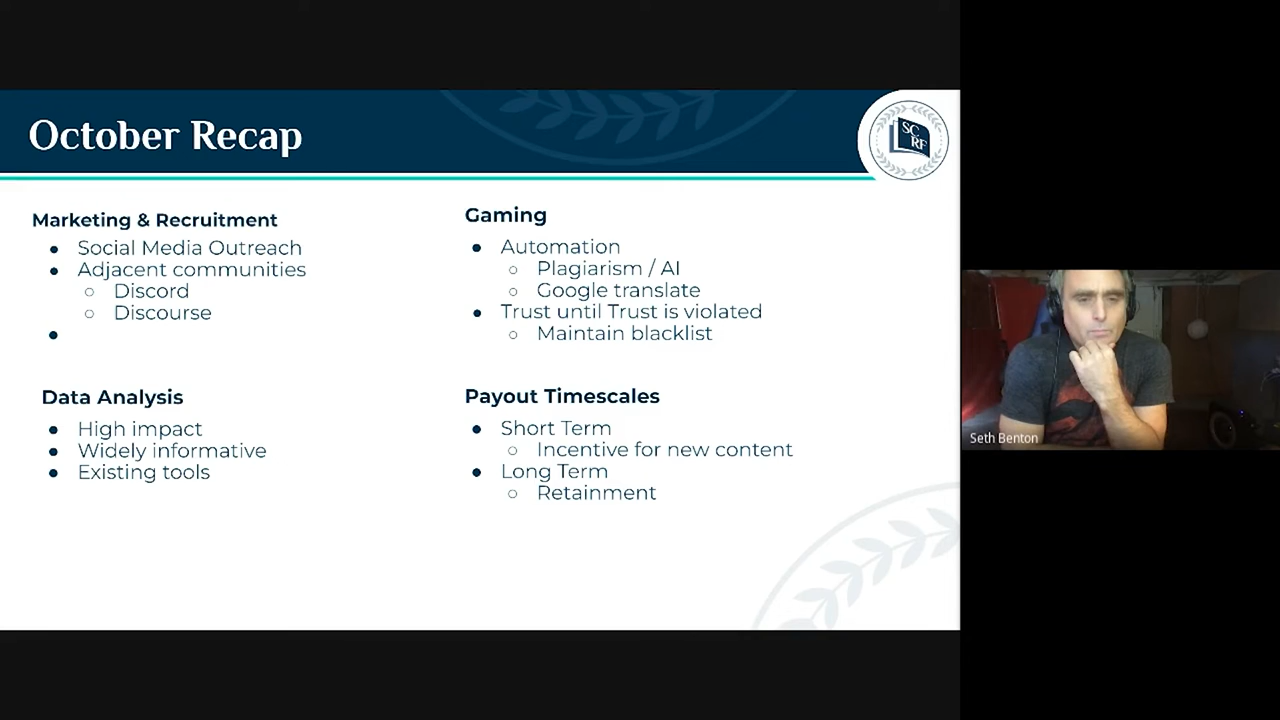 October Recap
SC
RF
Marketing & Recruitment
Social Media Outreach
Adjacent communities
Discord
Discourse
Data Analysis
High impact
Widely informative
Existing tools
Gaming
Automation
Plagiarism / AI
Google translate
Trust until Trust is violated
Maintain blacklist
Payout Timescales
Short Term
Incentive for new content
Long Term
Retainment
Seth Benton